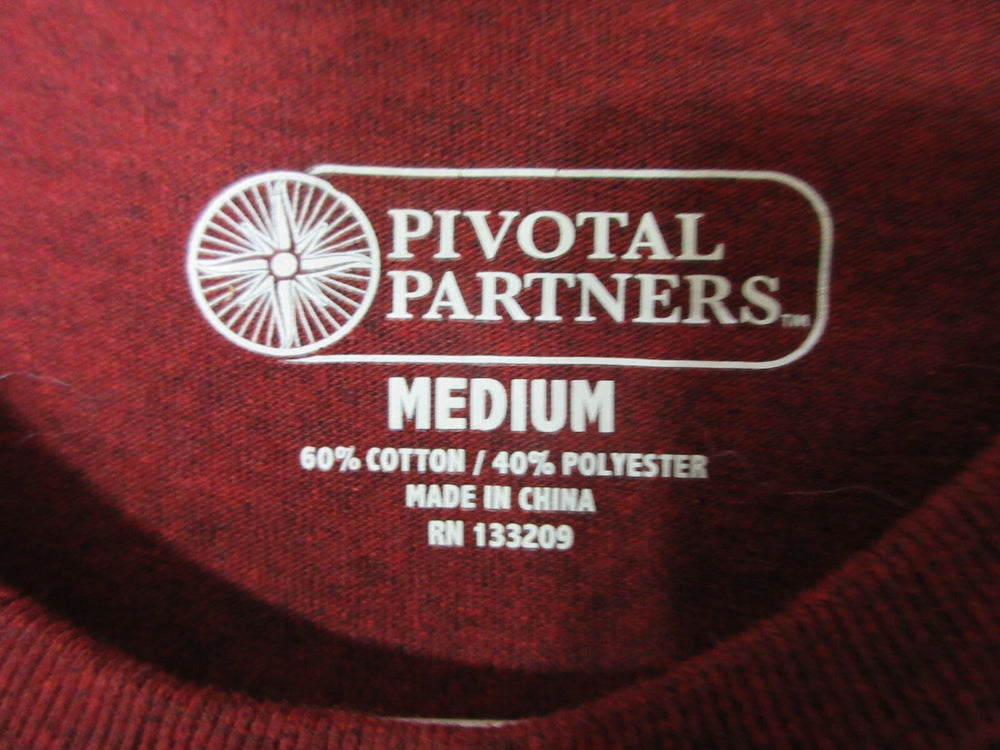 PIVOTAL
PARTNERS™
MEDIUM
60% COTTON / 40% POLYESTER
MADE IN CHINA
RN 133209